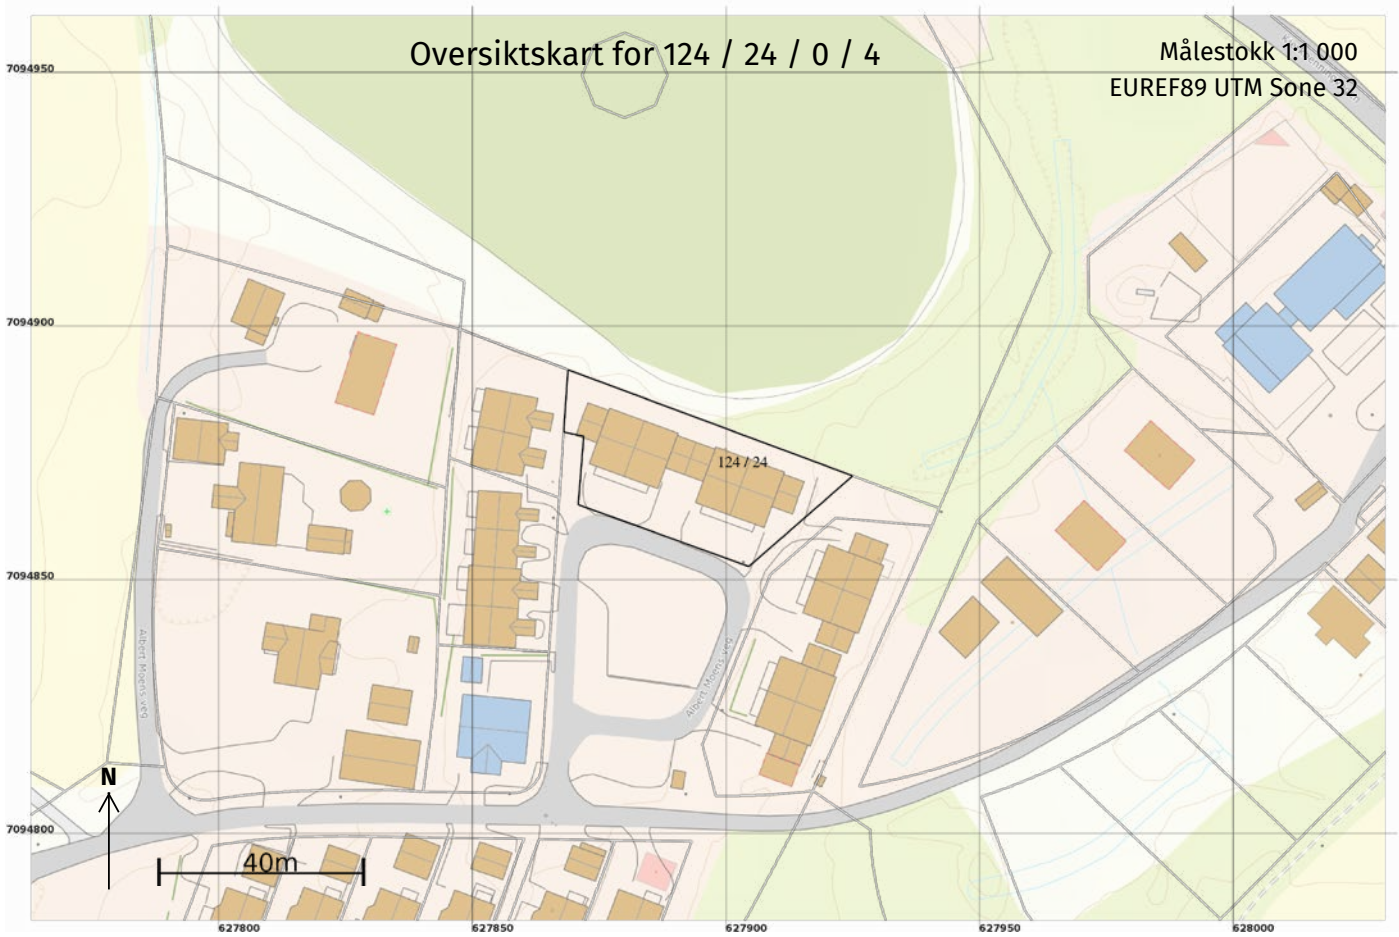 Oversiktskart for 124 / 24 / 0 / 4
Målestokk 1:1 000
EUREF89 UTM Sone 32
7094950
7094900
124 / 24
7094850
Albert Moens veg
Albert Moens veg
N
7094800
40m
627800
627850
627900
627950
628000